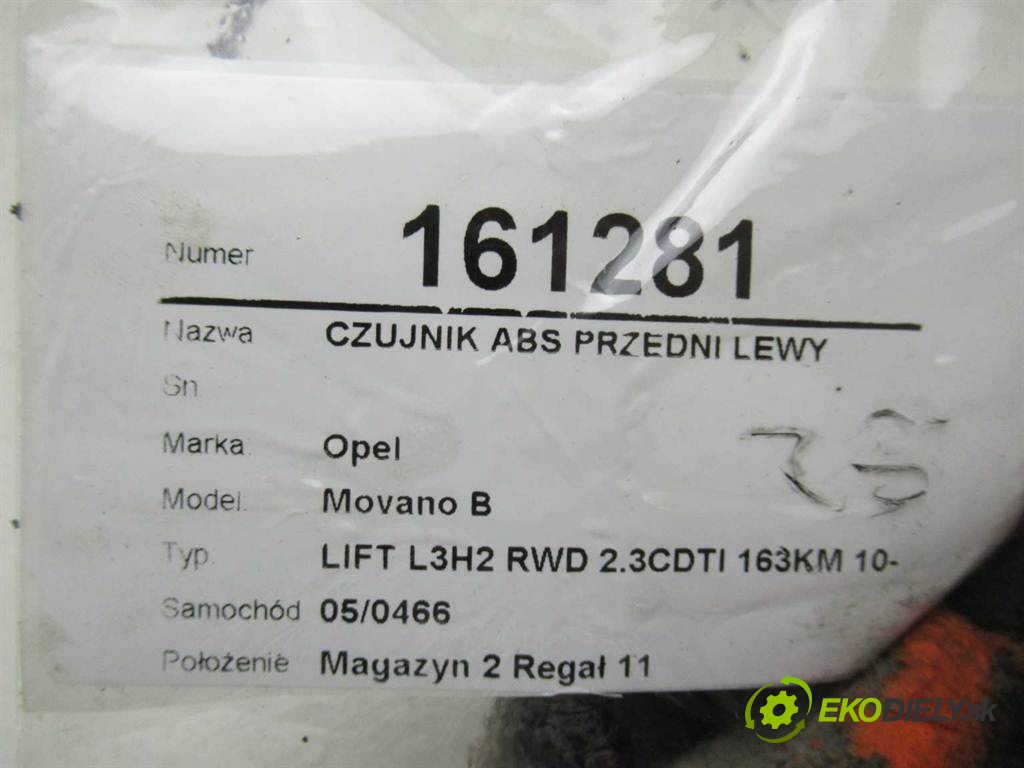 Numer 161281
Nazwa CZUJNIK ABS PRZEDNI LEWY
Sn.
Marka Opel
Model. Movano B
Typ. LIFT L3H2 RWD 2.3CDTI 163KM 10-
Samochód 05/0466
Położenie Magazyn 2 Regał 11
EKODIELY.sk